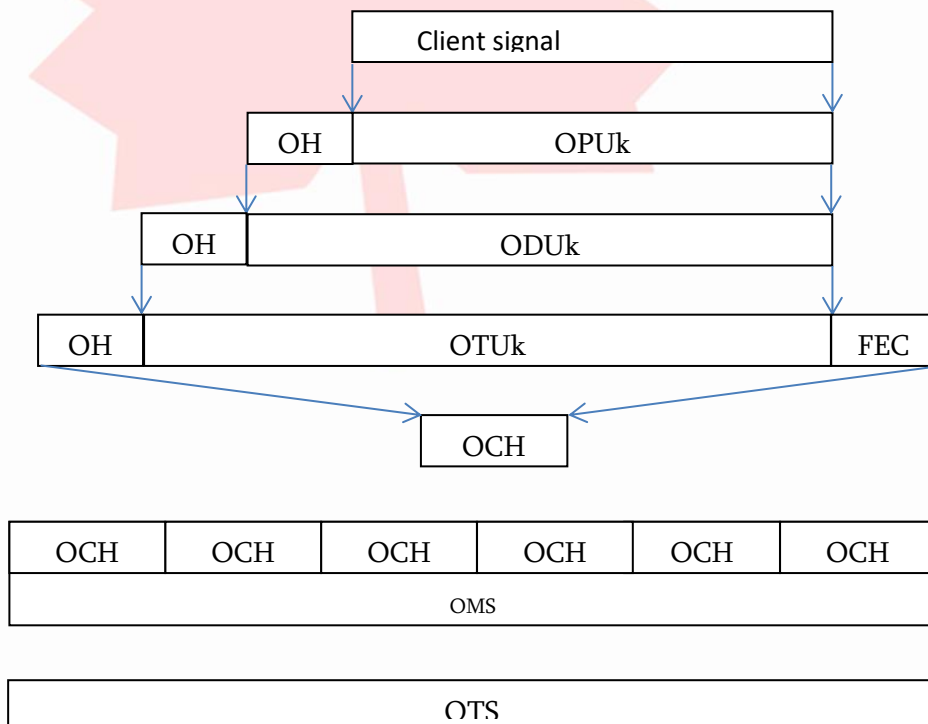 Client signal
OH OPUk
OH ODUk
OH OTUk FEC
OCH
OCH OCH OCH OCH OCH OCH
OMS
OTS